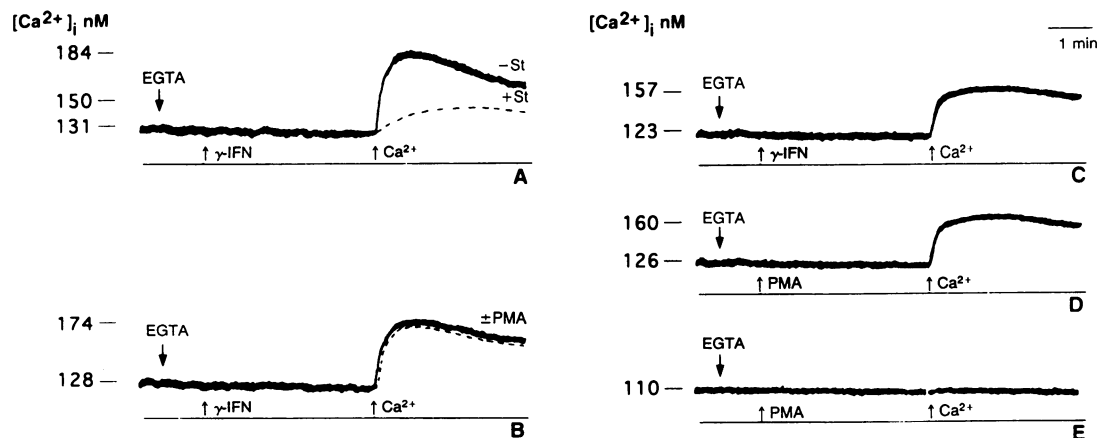 [Ca²⁺]ᵢ nM
184
EGTA
150
131
−St
+St
↑ γ-IFN
↑ Ca²⁺
A
174
EGTA
128
±PMA
↑ γ-IFN
↑ Ca²⁺
B
[Ca²⁺]ᵢ nM
1 min
157
EGTA
123
↑ γ-IFN
↑ Ca²⁺
C
160
EGTA
126
↑ PMA
↑ Ca²⁺
D
EGTA
110
↑ PMA
↑ Ca²⁺
E